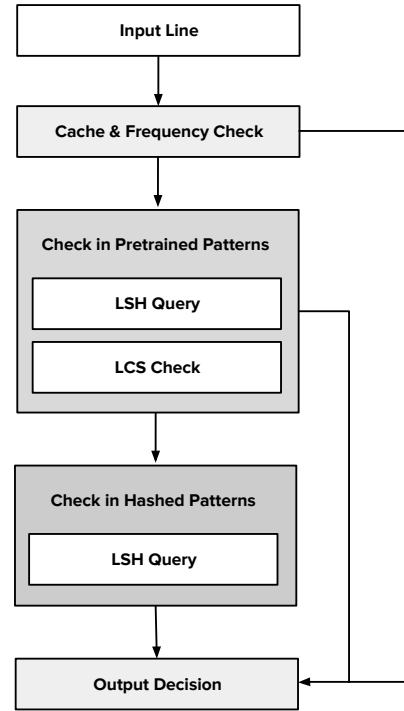 Input Line
Cache & Frequency Check
Check in Pretrained Patterns
LSH Query
LCS Check
Check in Hashed Patterns
LSH Query
Output Decision